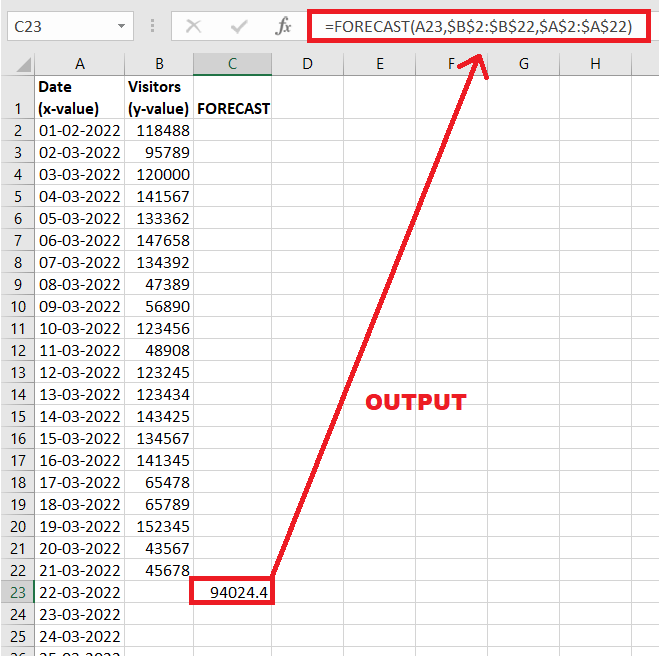 C23 fx =FORECAST(A23,$B$2:$B$22,$A$2:$A$22)
A B C D E F G H
Date Visitors
1 (x-value) (y-value) FORECAST
2 01-02-2022 118488
3 02-03-2022 95789
4 03-03-2022 120000
5 04-03-2022 141567
6 05-03-2022 133362
7 06-03-2022 147658
8 07-03-2022 134392
9 08-03-2022 47389
10 09-03-2022 56890
11 10-03-2022 123456
12 11-03-2022 48908
13 12-03-2022 123245
14 13-03-2022 123434
15 14-03-2022 143425
16 15-03-2022 134567
17 16-03-2022 141345
18 17-03-2022 65478
19 18-03-2022 65789
20 19-03-2022 152345
21 20-03-2022 43567
22 21-03-2022 45678
23 22-03-2022 94024.4
24 23-03-2022
25 24-03-2022
OUTPUT